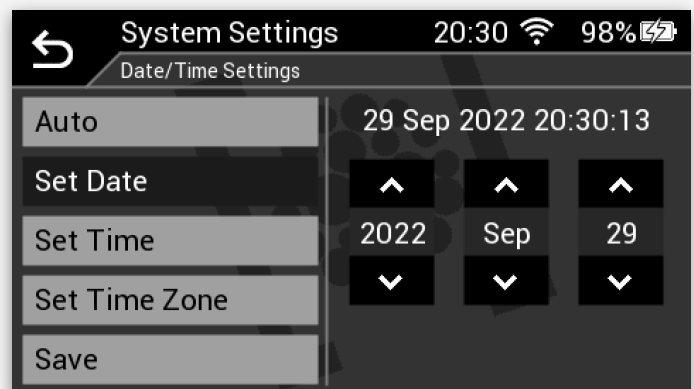 System Settings 20:30 98%
Date/Time Settings
Auto
Set Date
Set Time
Set Time Zone
Save
29 Sep 2022 20:30:13
2022 Sep 29